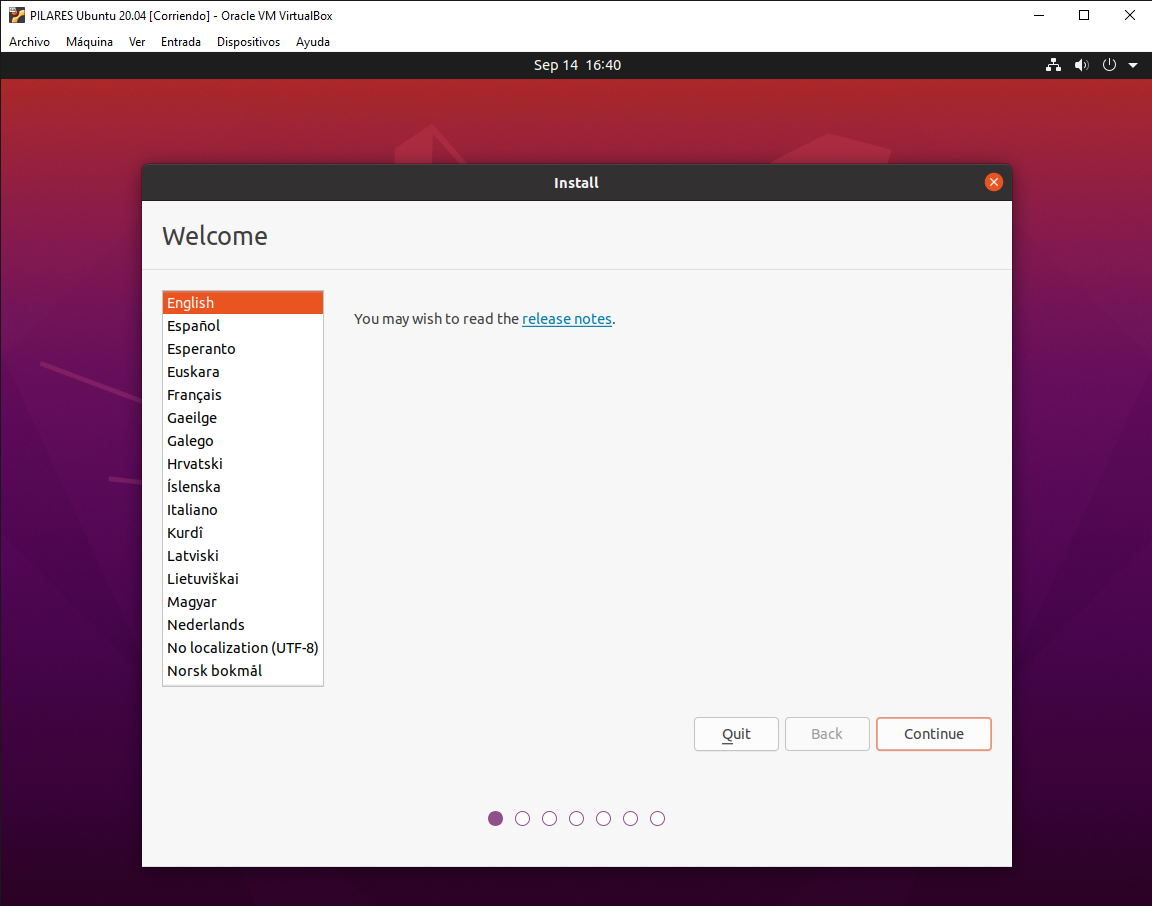 PILARES Ubuntu 20.04 [Corriendo] - Oracle VM VirtualBox
Archivo Máquina Ver Entrada Dispositivos Ayuda
Sep 14 16:40
Install
Welcome
English
You may wish to read the release notes.
Español
Esperanto
Euskara
Français
Gaeilge
Galego
Hrvatski
Íslenska
Italiano
Kurdî
Latviski
Lietuviškai
Magyar
Nederlands
No localization (UTF-8)
Norsk bokmål
Quit Back Continue